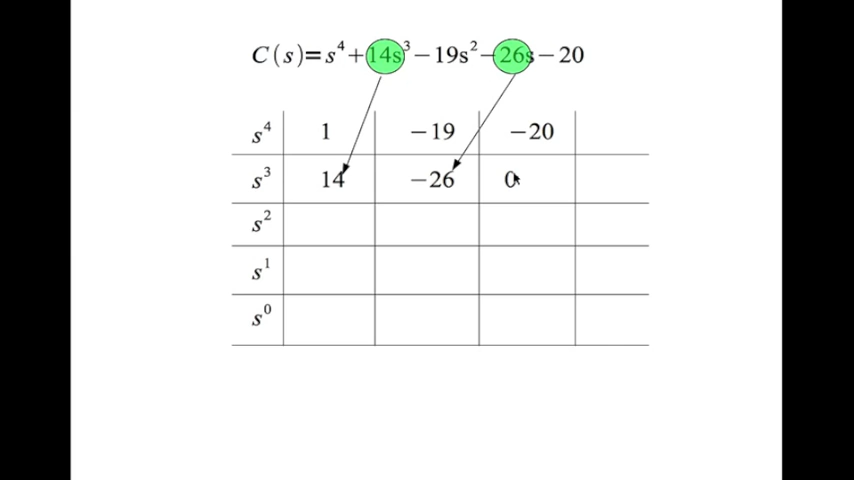 C(s)=s⁴+14s³−19s²−26s−20
s⁴ 1 −19 −20
s³ 14 −26 0
s²
s¹
s⁰